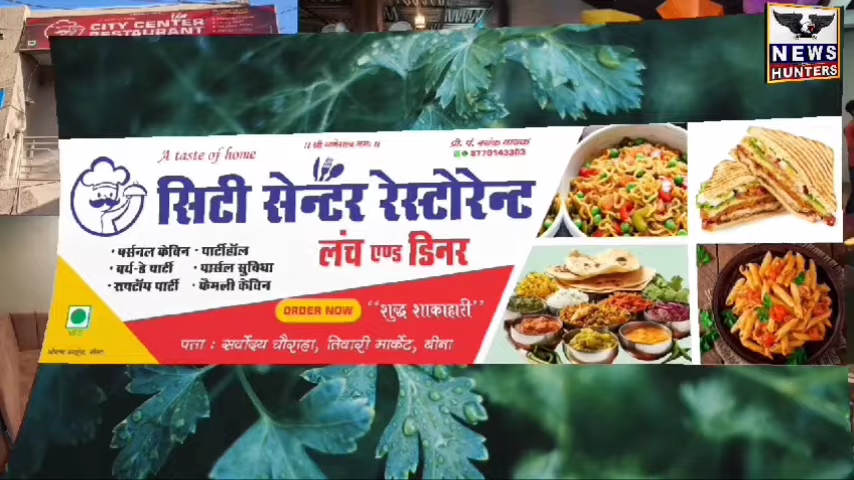 CITY CENTER
RESTAURANT
NEWS
HUNTERS
A taste of home
8770143303
सिटी सेन्टर रेस्टोरेन्ट
लंच एण्ड डिनर
• पर्सनल केबिन • पार्टीहॉल
• बर्थ-डे पार्टी • पार्सल सुविधा
• रूफटॉप पार्टी • फैमली केबिन
ORDER NOW "शुद्ध शाकाहारी"
पता : सर्वोदय चौराहा, तिवारी मार्केट, बीना